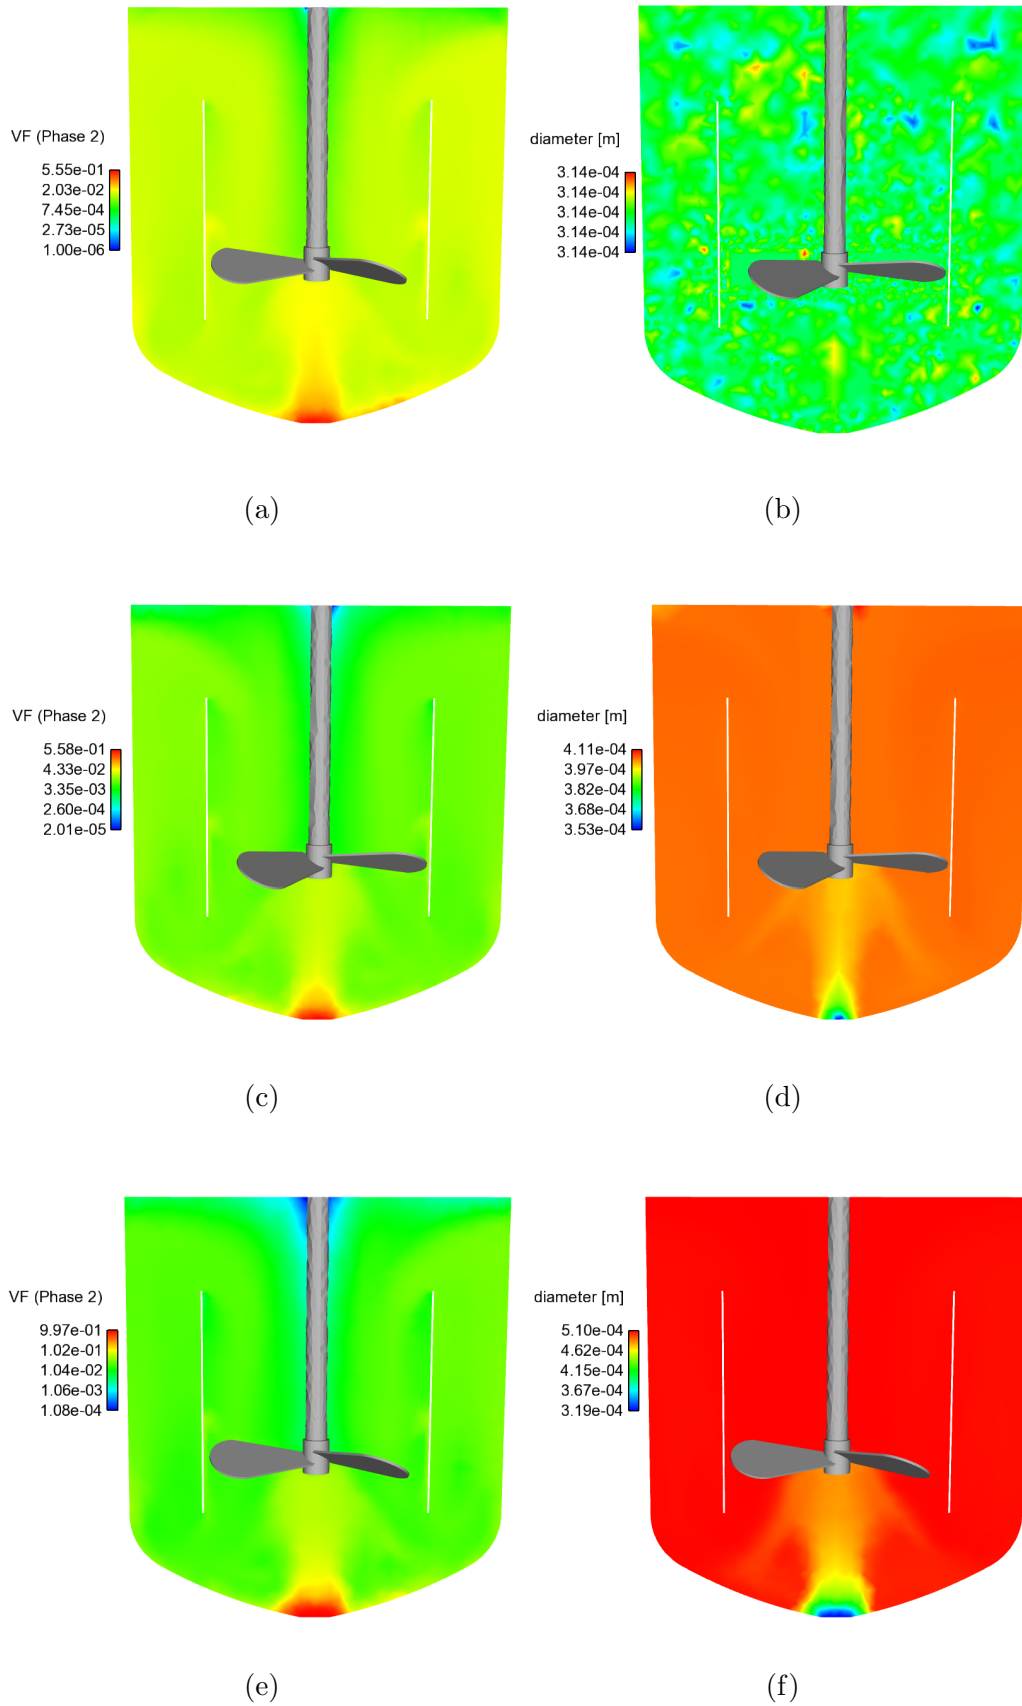 VF (Phase 2)
5.55e-01
2.03e-02
7.45e-04
2.73e-05
1.00e-06
diameter [m]
3.14e-04
3.14e-04
3.14e-04
3.14e-04
3.14e-04
(a)
(b)
VF (Phase 2)
5.58e-01
4.33e-02
3.35e-03
2.60e-04
2.01e-05
diameter [m]
4.11e-04
3.97e-04
3.82e-04
3.68e-04
3.53e-04
(c)
(d)
VF (Phase 2)
9.97e-01
1.02e-01
1.04e-02
1.06e-03
1.08e-04
diameter [m]
5.10e-04
4.62e-04
4.15e-04
3.67e-04
3.19e-04
(e)
(f)